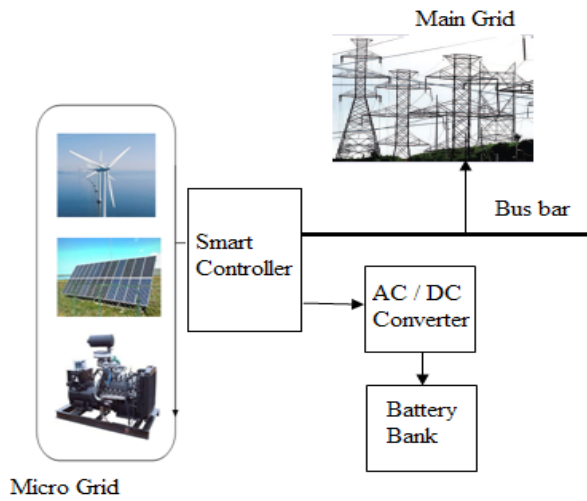 Main Grid
Bus bar
Smart
Controller
AC / DC
Converter
Battery
Bank
Micro Grid